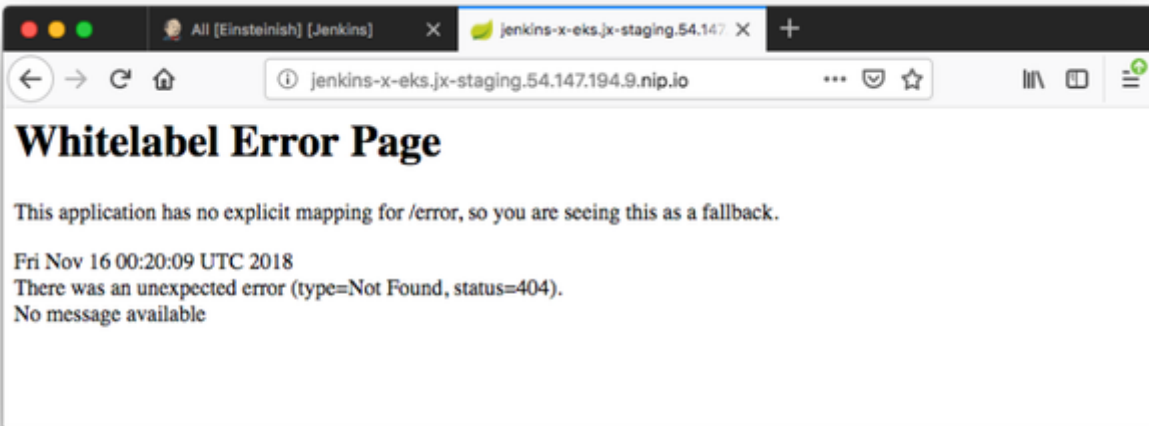 All [Einsteinish] [Jenkins]
jenkins-x-eks.jx-staging.54.147
jenkins-x-eks.jx-staging.54.147.194.9.nip.io
Whitelabel Error Page
This application has no explicit mapping for /error, so you are seeing this as a fallback.
Fri Nov 16 00:20:09 UTC 2018
There was an unexpected error (type=Not Found, status=404).
No message available